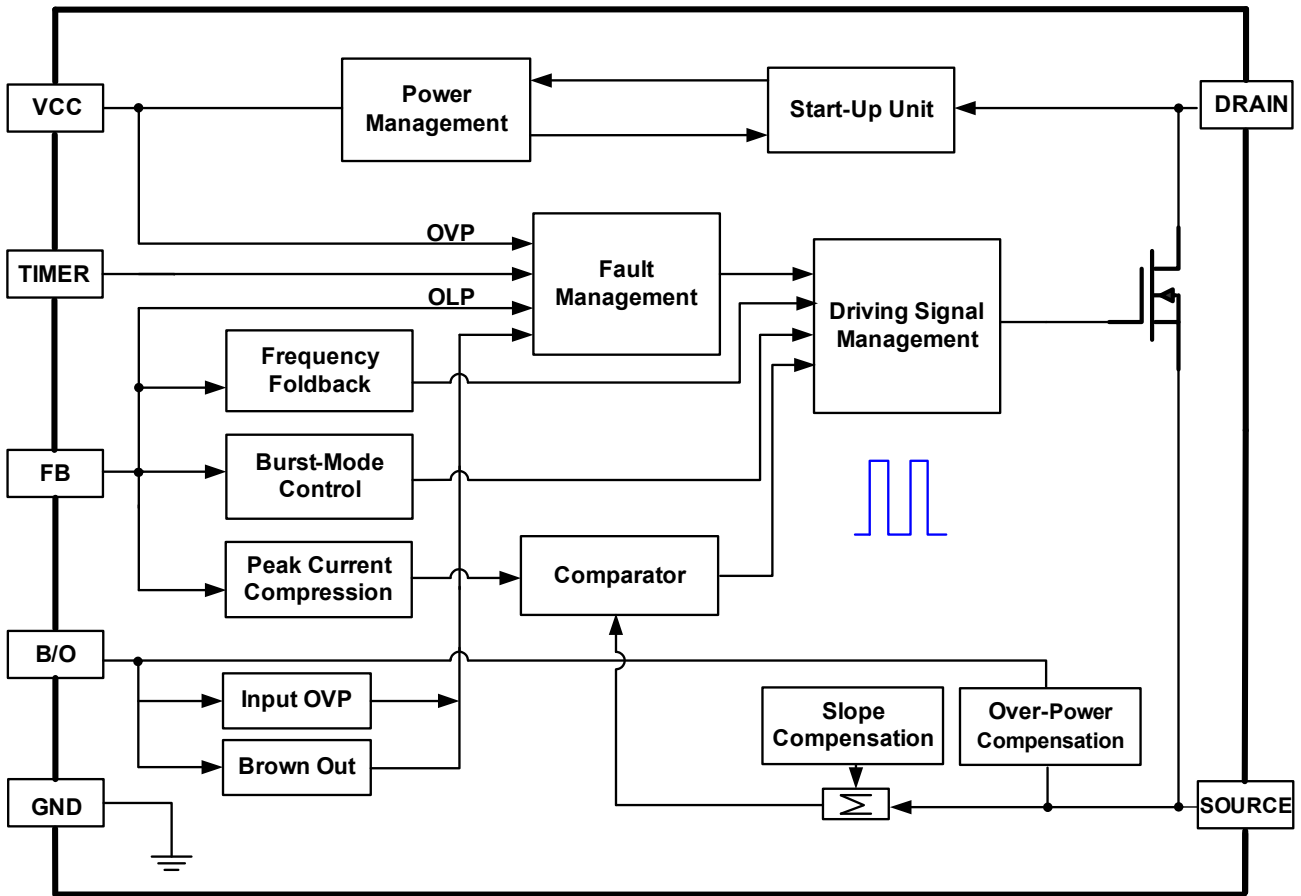 VCC
Power
Management
Start-Up Unit
DRAIN
OVP
TIMER
Fault
Management
OLP
Driving Signal
Management
Frequency
Foldback
FB
Burst-Mode
Control
Peak Current
Compression
Comparator
B/O
Input OVP
Slope
Compensation
Over-Power
Compensation
Brown Out
GND
Σ
SOURCE